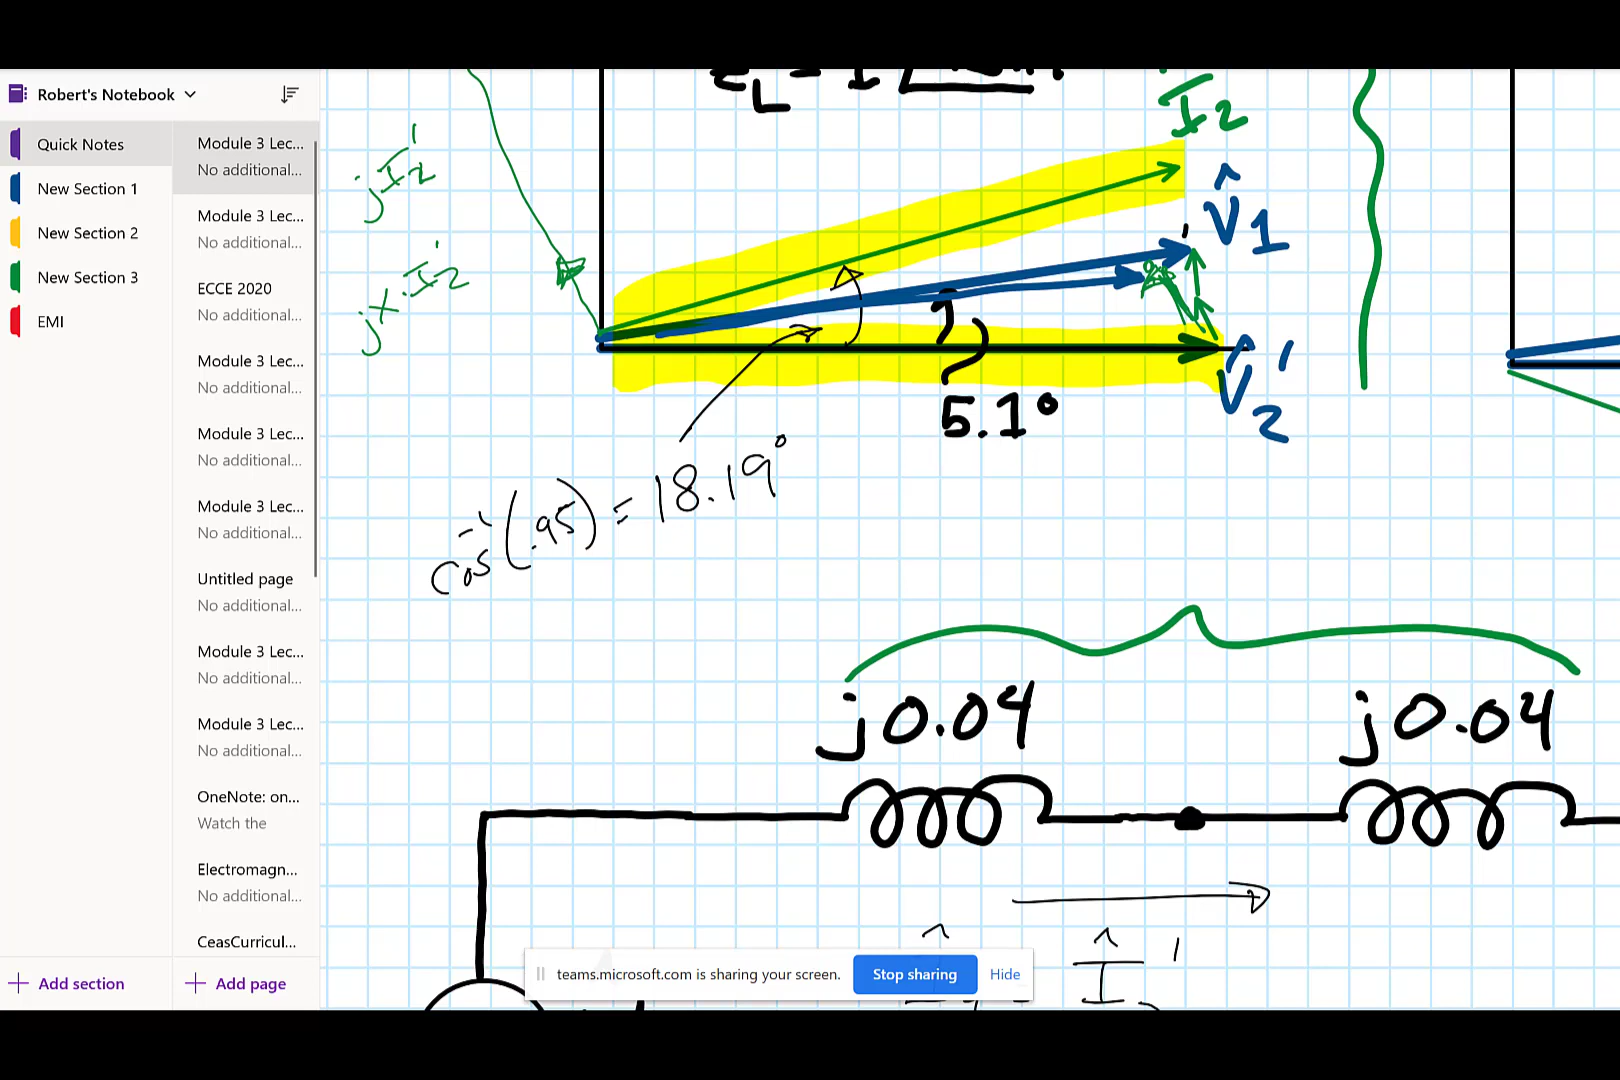 Robert's Notebook
Quick Notes
New Section 1
New Section 2
New Section 3
EMI
Add section
Module 3 Lec...
No additional...
Module 3 Lec...
No additional...
ECCE 2020
No additional...
Module 3 Lec...
No additional...
Module 3 Lec...
No additional...
Module 3 Lec...
No additional...
Untitled page
No additional...
Module 3 Lec...
No additional...
Module 3 Lec...
No additional...
OneNote: on...
Watch the
Electromagn...
No additional...
CeasCurricul...
Add page
I2
jI2'
jX·I2'
V̂1
V̂2'
5.1°
cos⁻¹(.95) = 18.19°
j0.04
j0.04
Î'
teams.microsoft.com is sharing your screen.
Stop sharing
Hide